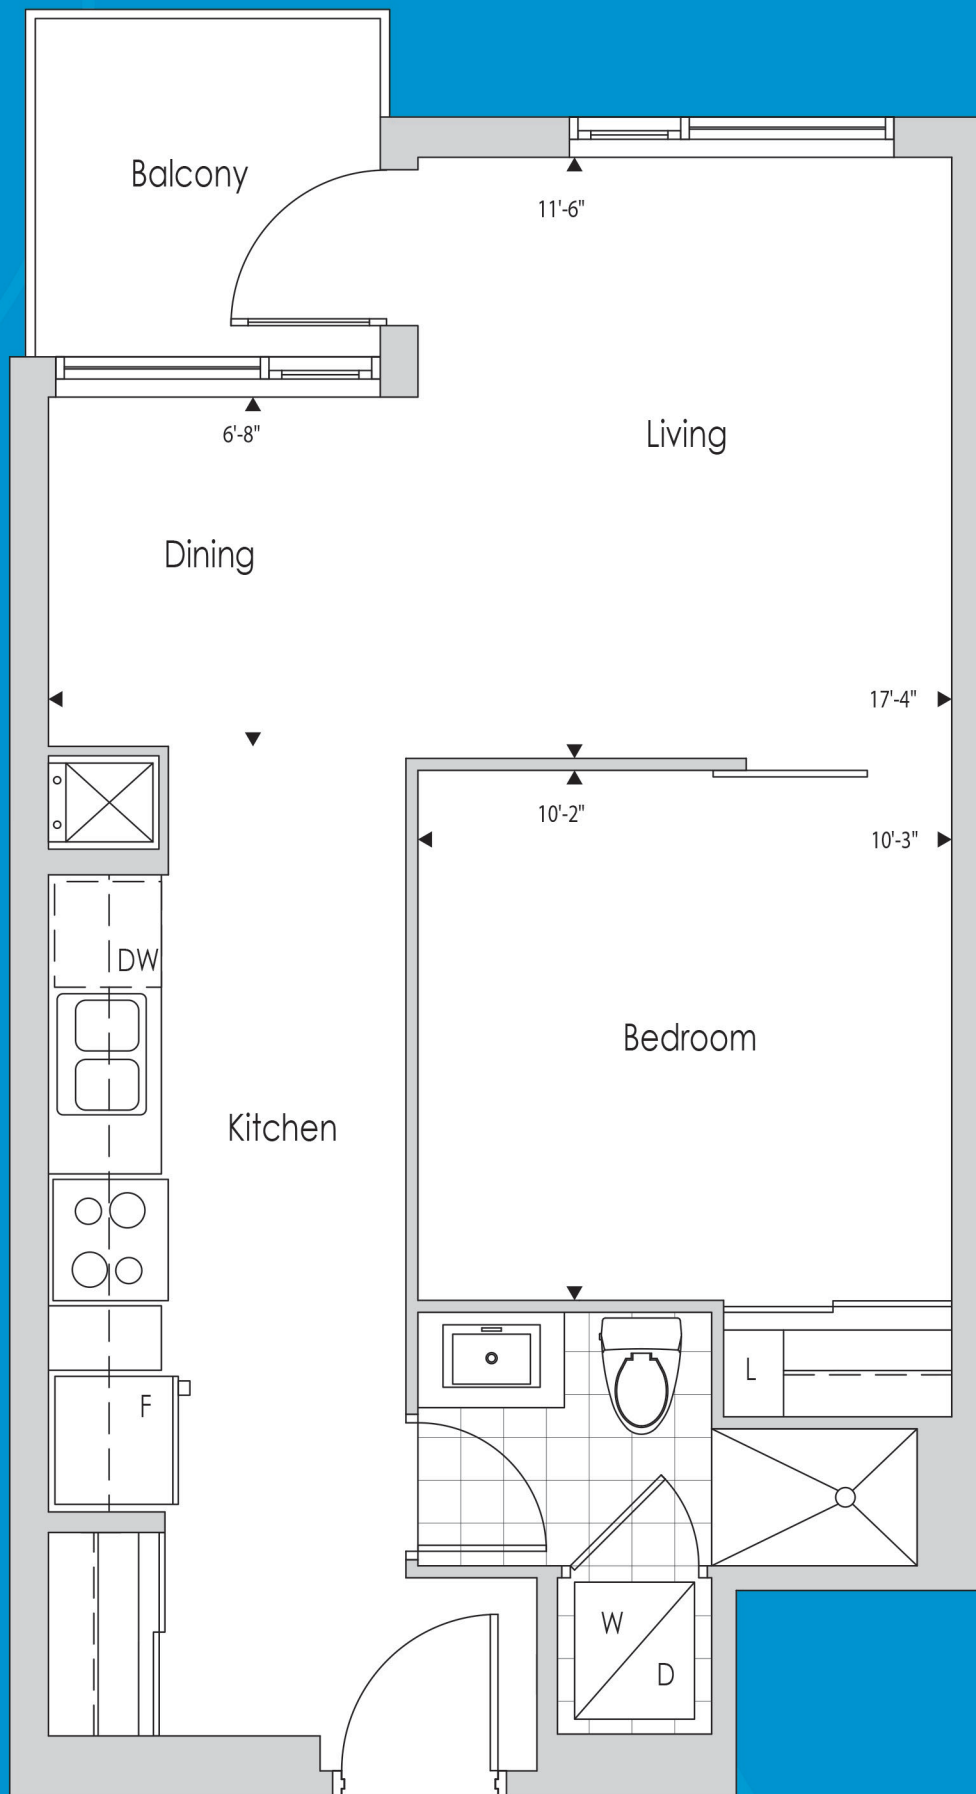 Balcony
11'-6"
6'-8"
Living
Dining
17'-4"
10'-2"
10'-3"
DW
Bedroom
Kitchen
L
F
W
D